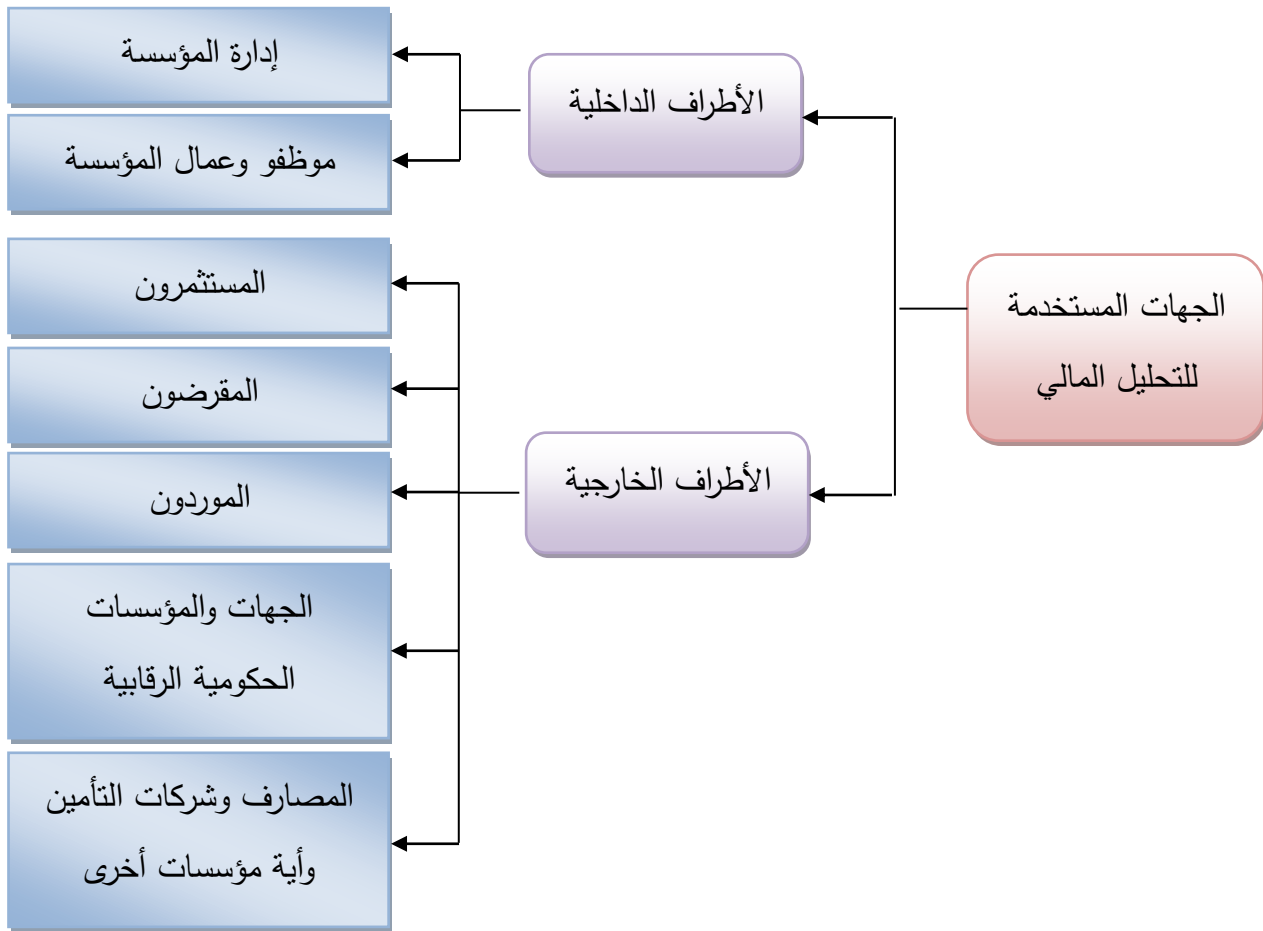 الجهات المستخدمة
للتحليل المالي
الأطراف الداخلية
إدارة المؤسسة
موظفو وعمال المؤسسة
الأطراف الخارجية
المستثمرون
المقرضون
الموردون
الجهات والمؤسسات
الحكومية الرقابية
المصارف وشركات التأمين
وأية مؤسسات أخرى